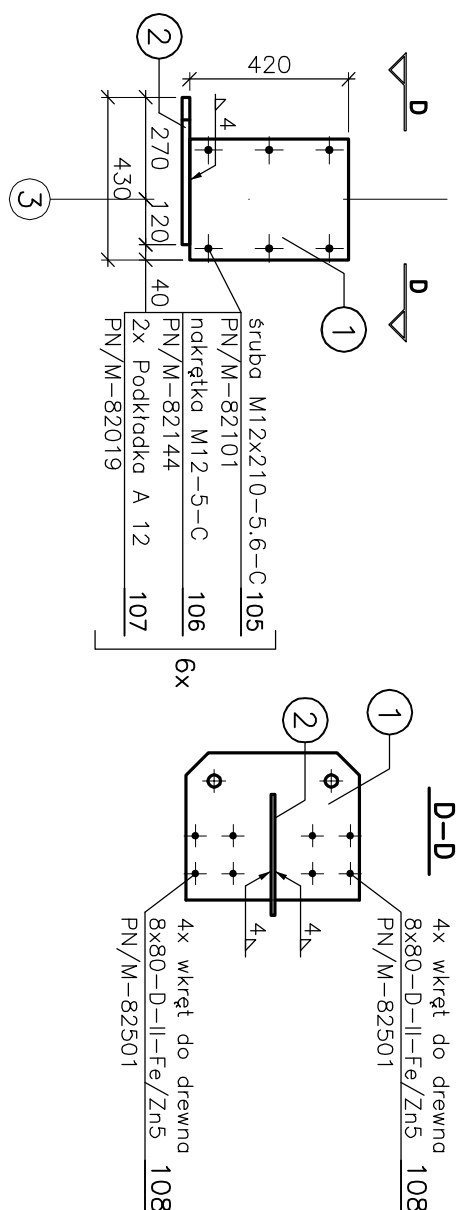 D
D
420
4
2
1
270
120
40
430
3
śruba M12x210-5.6-C
PN/M-82101
105
nakrętka M12-5-C
PN/M-82144
106
2x Podkładka A 12
PN/M-82019
107
6x
D-D
1
2
4
4
4x wkręt do drewna
8x80-D-II-Fe/Zn5
PN/M-82501
108
4x wkręt do drewna
8x80-D-II-Fe/Zn5
PN/M-82501
108